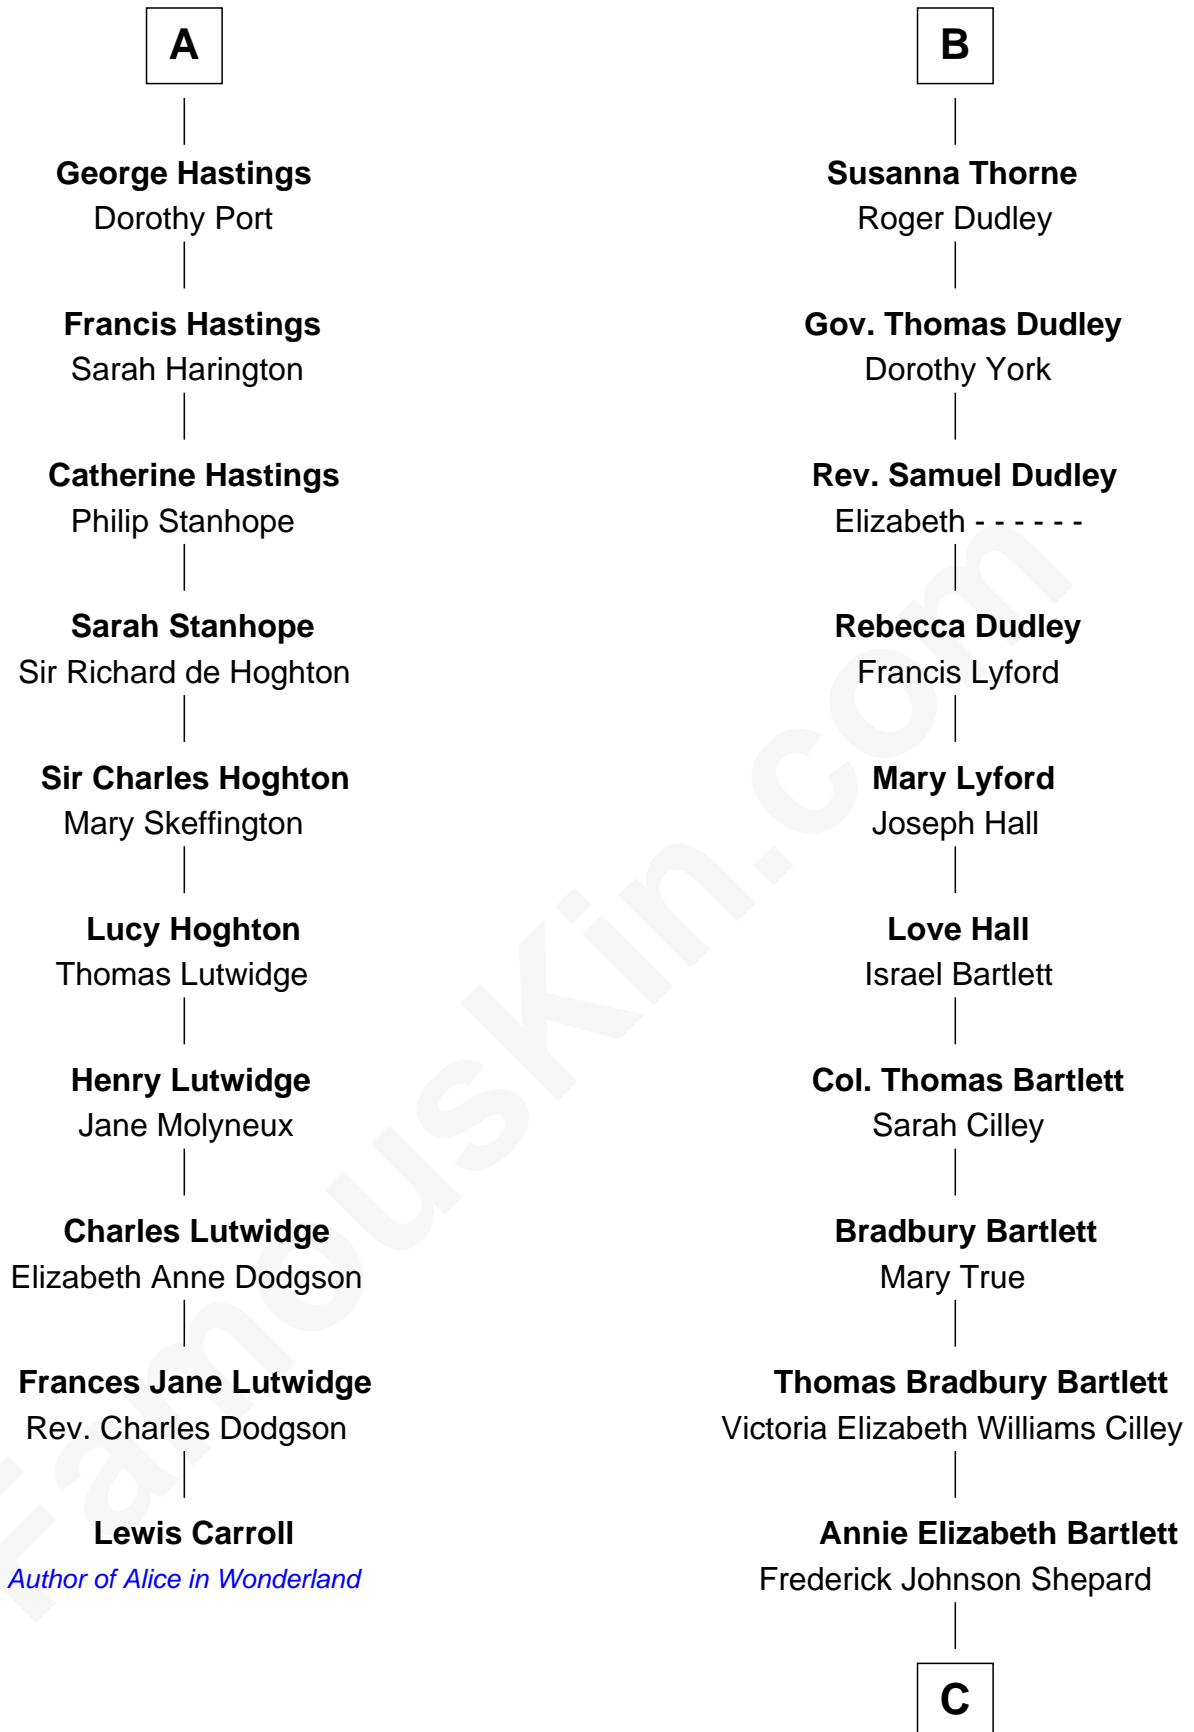 A
George Hastings
Dorothy Port
Francis Hastings
Sarah Harington
Catherine Hastings
Philip Stanhope
Sarah Stanhope
Sir Richard de Hoghton
Sir Charles Hoghton
Mary Skeffington
Lucy Hoghton
Thomas Lutwidge
Henry Lutwidge
Jane Molyneux
Charles Lutwidge
Elizabeth Anne Dodgson
Frances Jane Lutwidge
Rev. Charles Dodgson
Lewis Carroll
Author of Alice in Wonderland
B
Susanna Thorne
Roger Dudley
Gov. Thomas Dudley
Dorothy York
Rev. Samuel Dudley
Elizabeth - - - - - -
Rebecca Dudley
Francis Lyford
Mary Lyford
Joseph Hall
Love Hall
Israel Bartlett
Col. Thomas Bartlett
Sarah Cilley
Bradbury Bartlett
Mary True
Thomas Bradbury Bartlett
Victoria Elizabeth Williams Cilley
Annie Elizabeth Bartlett
Frederick Johnson Shepard
C
FamousKin.com